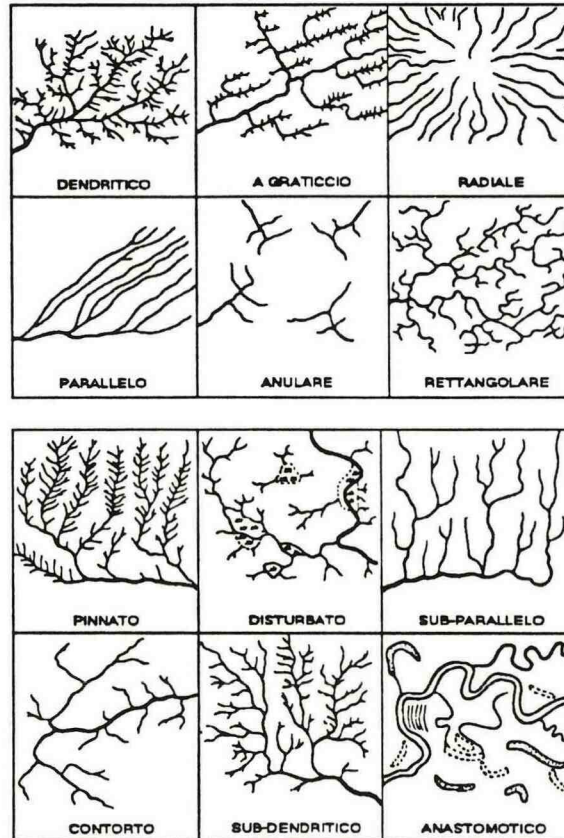 DENDRITICO
A GRATICCIO
RADIALE
PARALLELO
ANULARE
RETTANGOLARE
PINNATO
DISTURBATO
SUB-PARALLELO
CONTORTO
SUB-DENDRITICO
ANASTOMOTICO